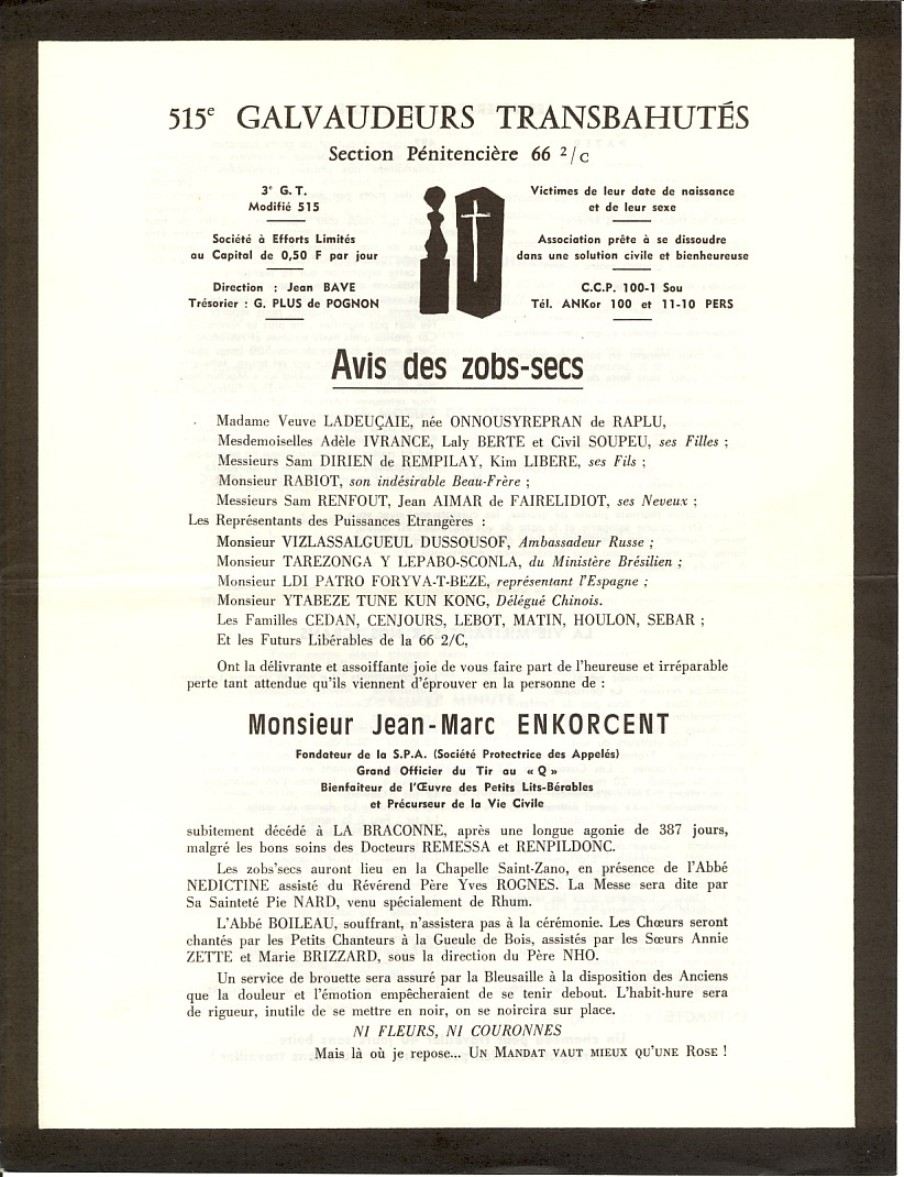 515e GALVAUDEURS TRANSBAHUTÉS
Section Pénitencière 66 2/c
3e G. T.
Modifié 515
Société à Efforts Limités
au Capital de 0,50 F par jour
Direction : Jean BAVE
Trésorier : G. PLUS de POGNON
Victimes de leur date de naissance
et de leur sexe
Association prête à se dissoudre
dans une solution civile et bienheureuse
C.C.P. 100-1 Sou
Tél. ANKor 100 et 11-10 PERS
Avis des zobs-secs
Madame Veuve LADEUÇAIE, née ONNOUSYREPRAN de RAPLU,
Mesdemoiselles Adèle IVRANCE, Laly BERTE et Civil SOUPEU, ses Filles ;
Messieurs Sam DIRIEN de REMPILAY, Kim LIBERE, ses Fils ;
Monsieur RABIOT, son indésirable Beau-Frère ;
Messieurs Sam RENFOUT, Jean AIMAR de FAIRELIDIOT, ses Neveux ;
Les Représentants des Puissances Etrangères :
Monsieur VIZLASSALGUEUL DUSSOUSOF, Ambassadeur Russe ;
Monsieur TAREZONGA Y LEPABO-SCONLA, du Ministère Brésilien ;
Monsieur LDI PATRO FORYVA-T-BEZE, représentant l'Espagne ;
Monsieur YTABEZE TUNE KUN KONG, Délégué Chinois.
Les Familles CEDAN, CENJOURS, LEBOT, MATIN, HOULON, SEBAR ;
Et les Futurs Libérables de la 66 2/C,
Ont la délivrante et assoiffante joie de vous faire part de l'heureuse et irréparable
perte tant attendue qu'ils viennent d'éprouver en la personne de :
Monsieur Jean-Marc ENKORCENT
Fondateur de la S.P.A. (Société Protectrice des Appelés)
Grand Officier du Tir au « Q »
Bienfaiteur de l'Œuvre des Petits Lits-Bérables
et Précurseur de la Vie Civile
subitement décédé à LA BRACONNE, après une longue agonie de 387 jours,
malgré les bons soins des Docteurs REMESSA et RENPILDONC.
Les zobs'secs auront lieu en la Chapelle Saint-Zano, en présence de l'Abbé
NEDICTINE assisté du Révérend Père Yves ROGNES. La Messe sera dite par
Sa Sainteté Pie NARD, venu spécialement de Rhum.
L'Abbé BOILEAU, souffrant, n'assistera pas à la cérémonie. Les Chœurs seront
chantés par les Petits Chanteurs à la Gueule de Bois, assistés par les Sœurs Annie
ZETTE et Marie BRIZZARD, sous la direction du Père NHO.
Un service de brouette sera assuré par la Bleusaille à la disposition des Anciens
que la douleur et l'émotion empêcheraient de se tenir debout. L'habit-hure sera
de rigueur, inutile de se mettre en noir, on se noircira sur place.
NI FLEURS, NI COURONNES
Mais là où je repose... UN MANDAT VAUT MIEUX QU'UNE ROSE !